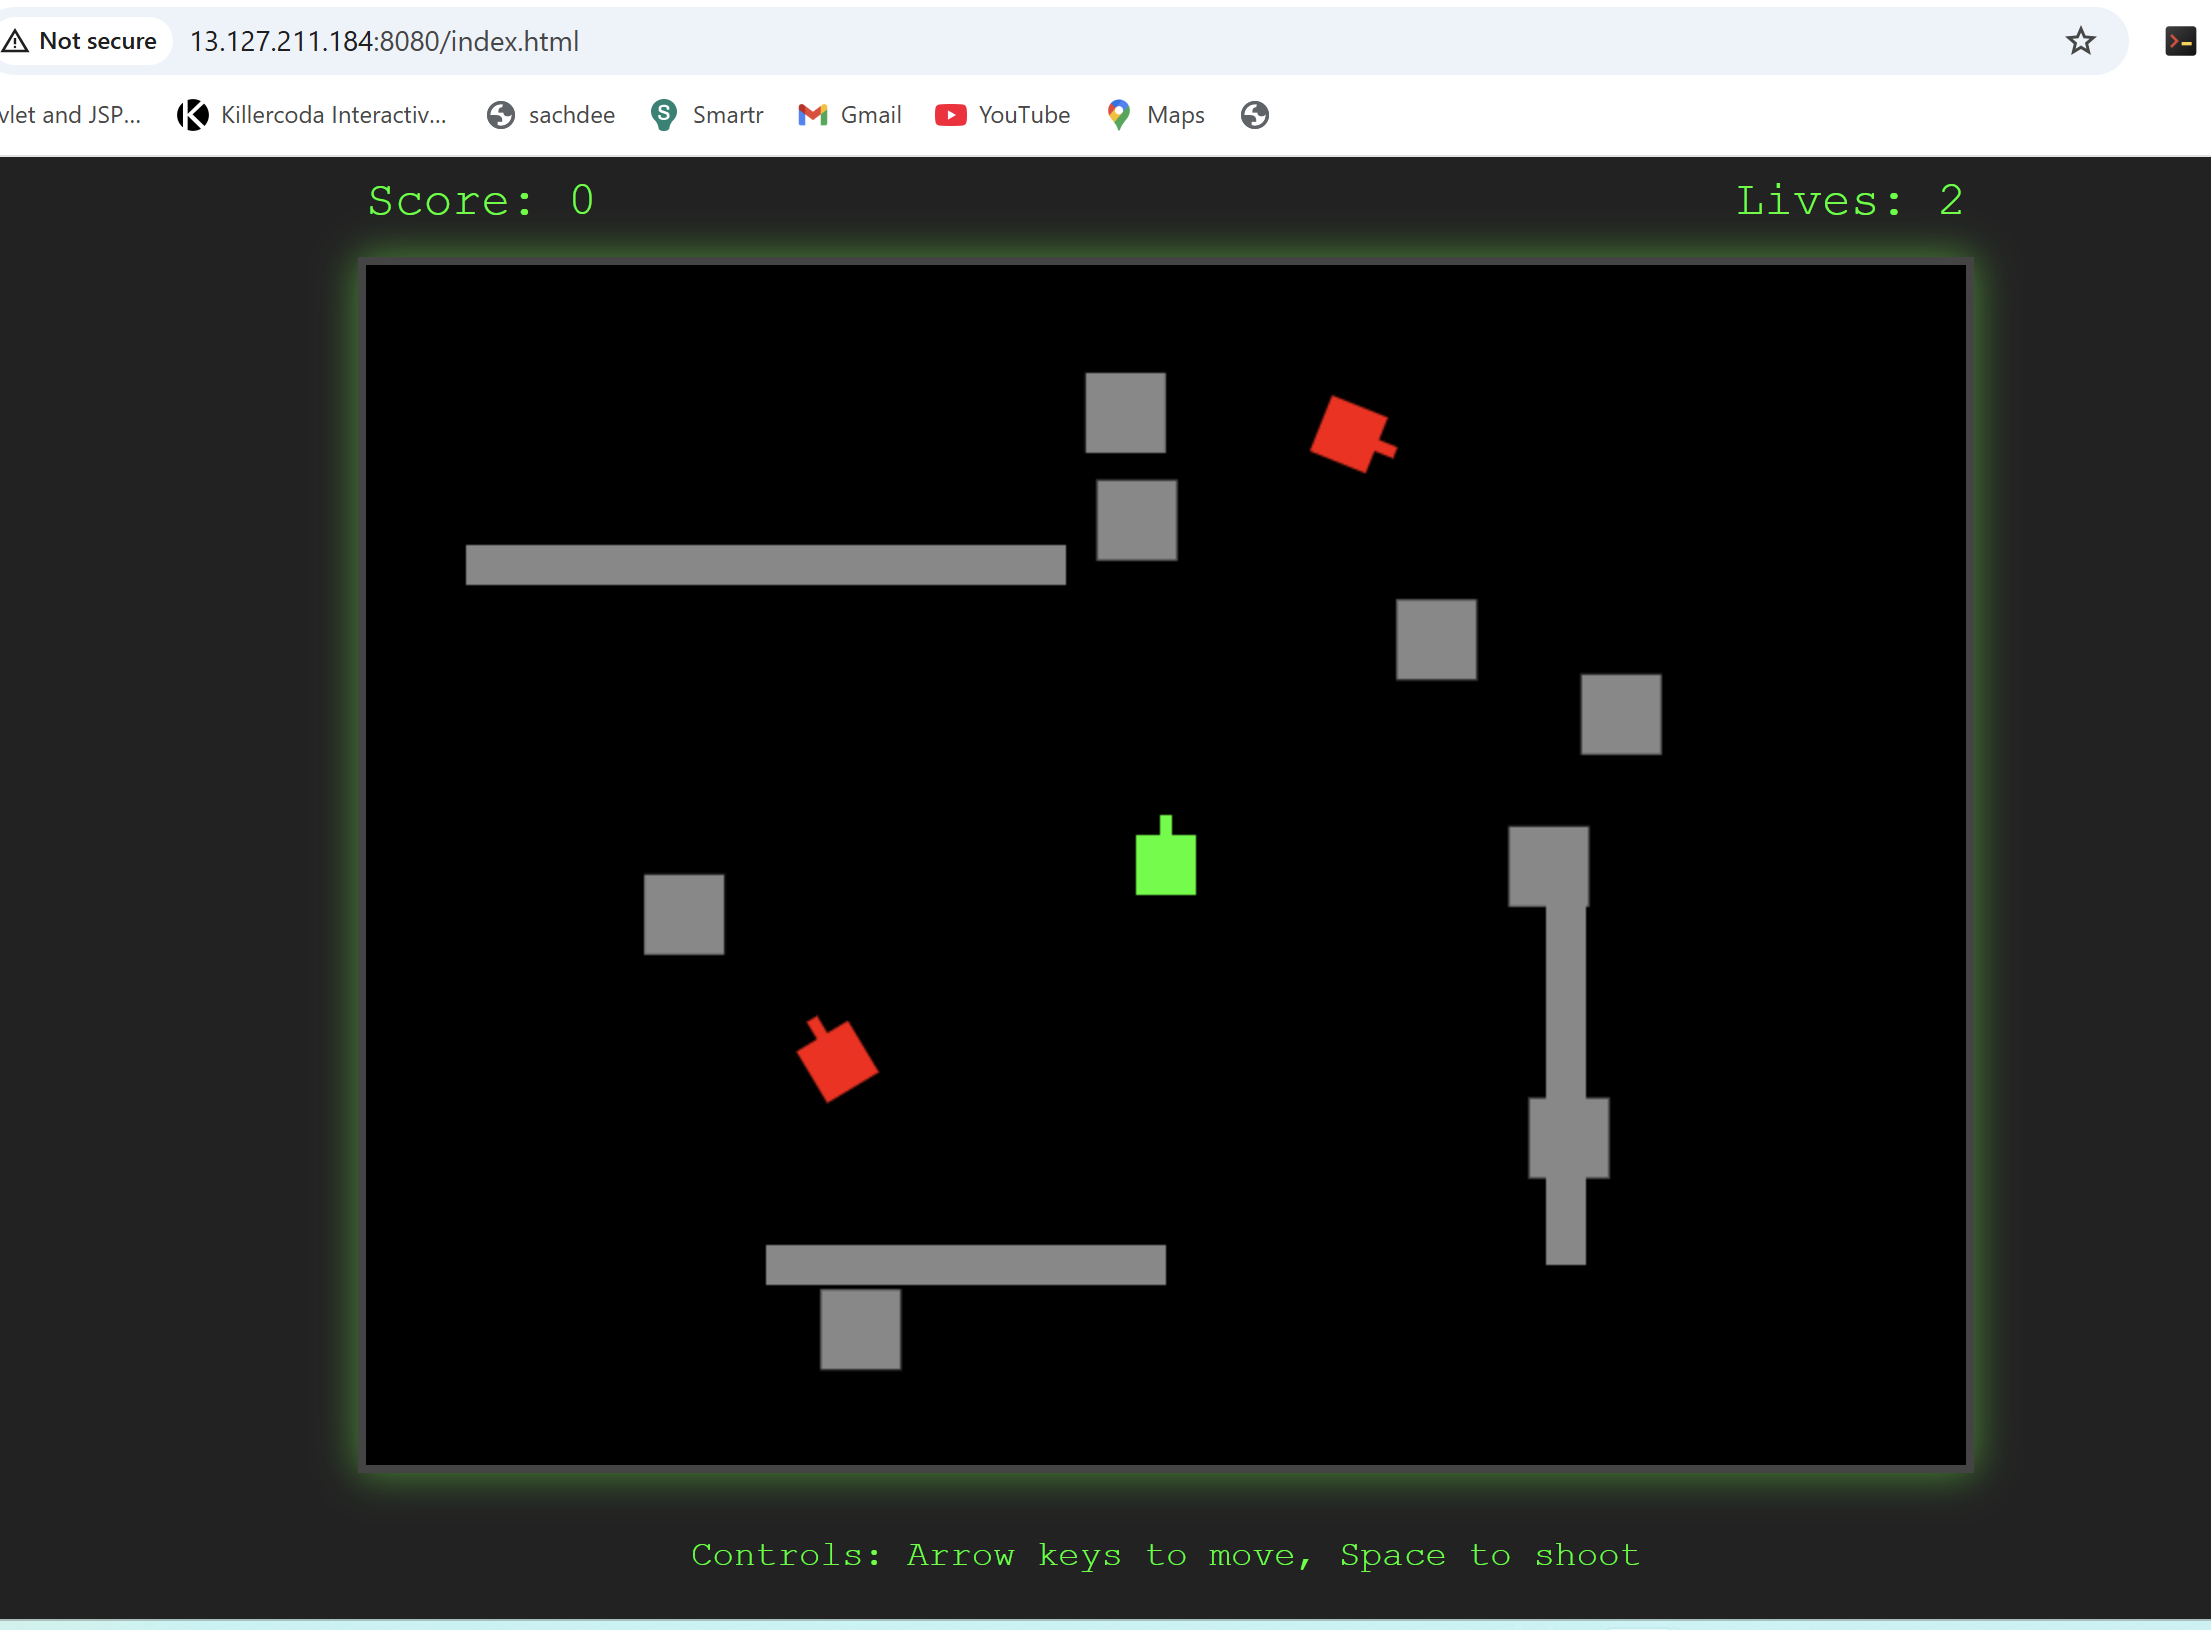 Not secure 13.127.211.184:8080/index.html
vlet and JSP... Killercoda Interactiv... sachdee S Smartr Gmail YouTube Maps
Score: 0 Lives: 2
Controls: Arrow keys to move, Space to shoot